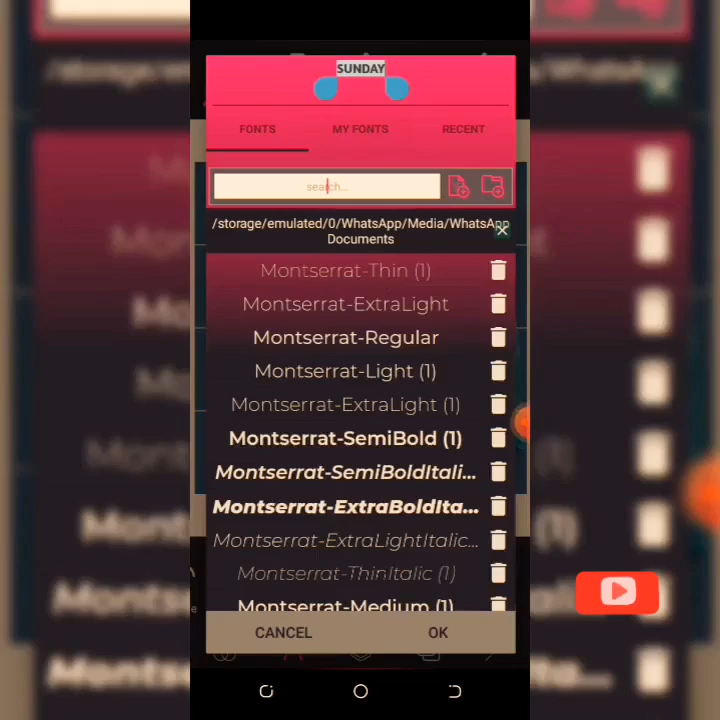 SUNDAY
FONTS
MY FONTS
RECENT
search...
/storage/emulated/0/WhatsApp/Media/WhatsApp
Documents
Montserrat-Thin (1)
Montserrat-ExtraLight
Montserrat-Regular
Montserrat-Light (1)
Montserrat-ExtraLight (1)
Montserrat-SemiBold (1)
Montserrat-SemiBoldItali...
Montserrat-ExtraBoldIta...
Montserrat-ExtraLightItalic...
Montserrat-ThinItalic (1)
Montserrat-Medium (1)
CANCEL
OK